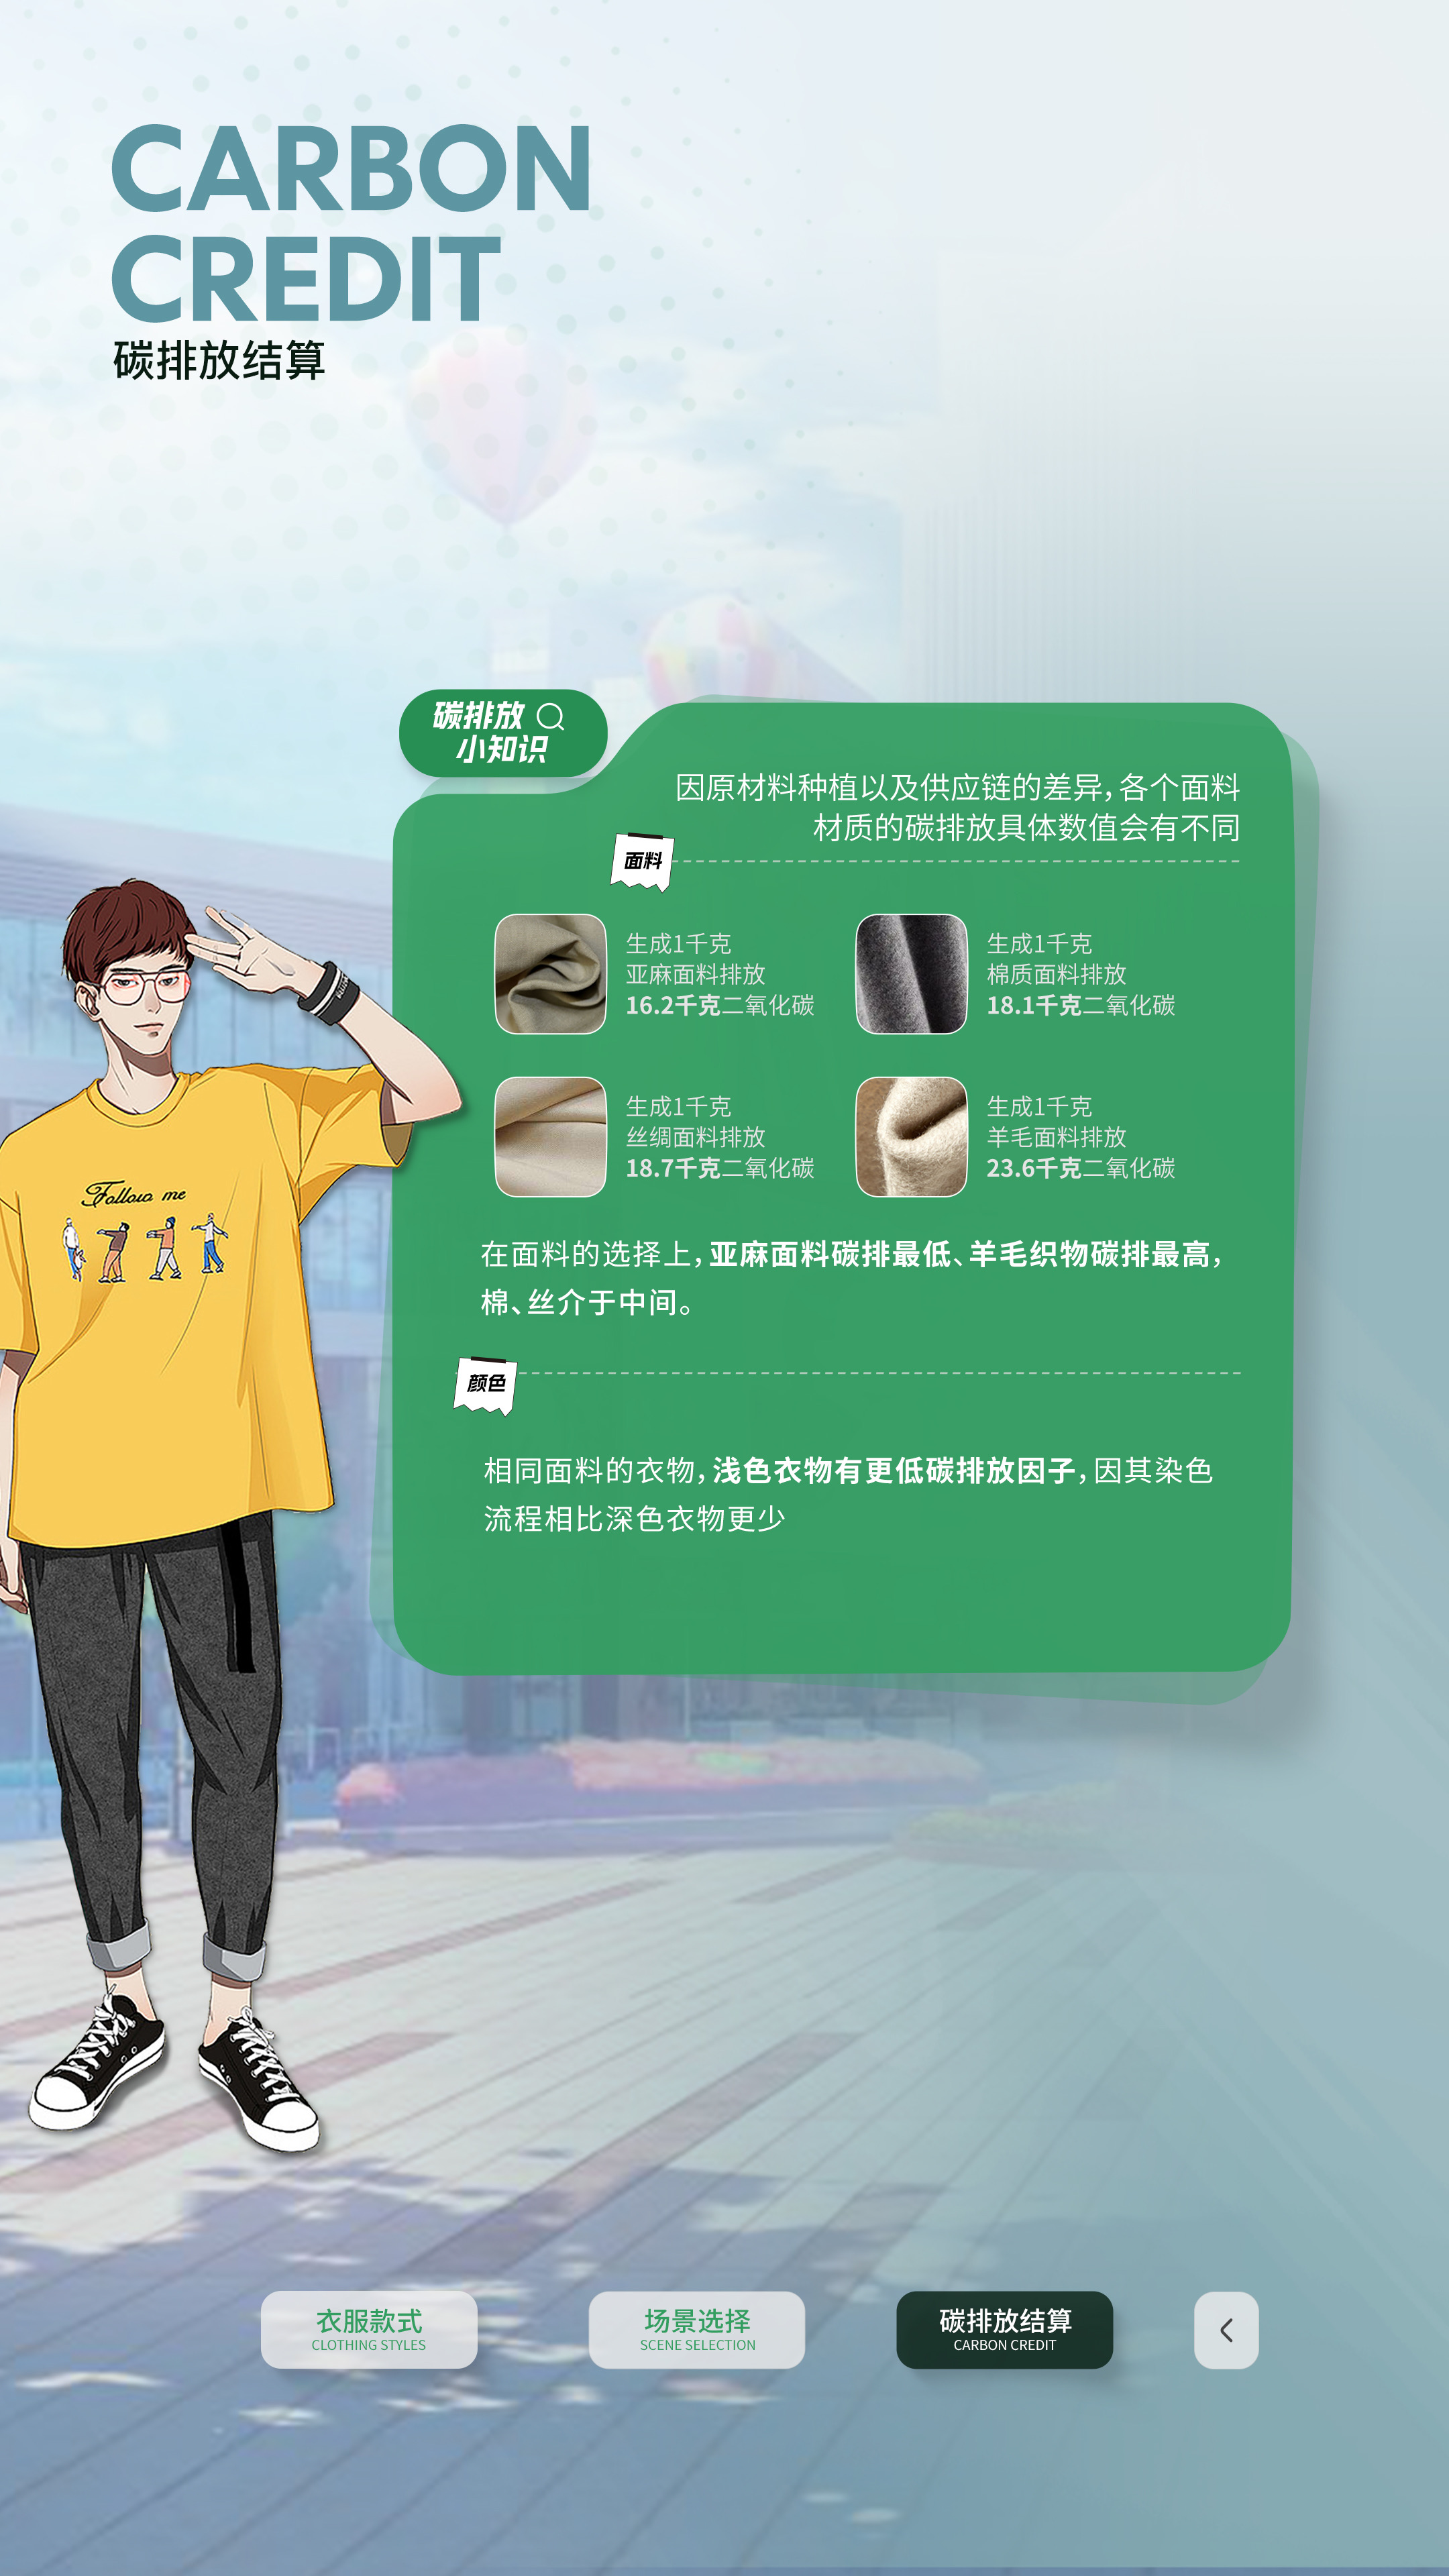 CARBON
CREDIT
碳排放结算
碳排放
小知识
因原材料种植以及供应链的差异，各个面料
材质的碳排放具体数值会有不同
面料
生成1千克
亚麻面料排放
16.2千克二氧化碳
生成1千克
棉质面料排放
18.1千克二氧化碳
生成1千克
丝绸面料排放
18.7千克二氧化碳
生成1千克
羊毛面料排放
23.6千克二氧化碳
Follow me
在面料的选择上，亚麻面料碳排最低、羊毛织物碳排最高，
棉、丝介于中间。
颜色
相同面料的衣物，浅色衣物有更低碳排放因子，因其染色
流程相比深色衣物更少
衣服款式
CLOTHING STYLES
场景选择
SCENE SELECTION
碳排放结算
CARBON CREDIT